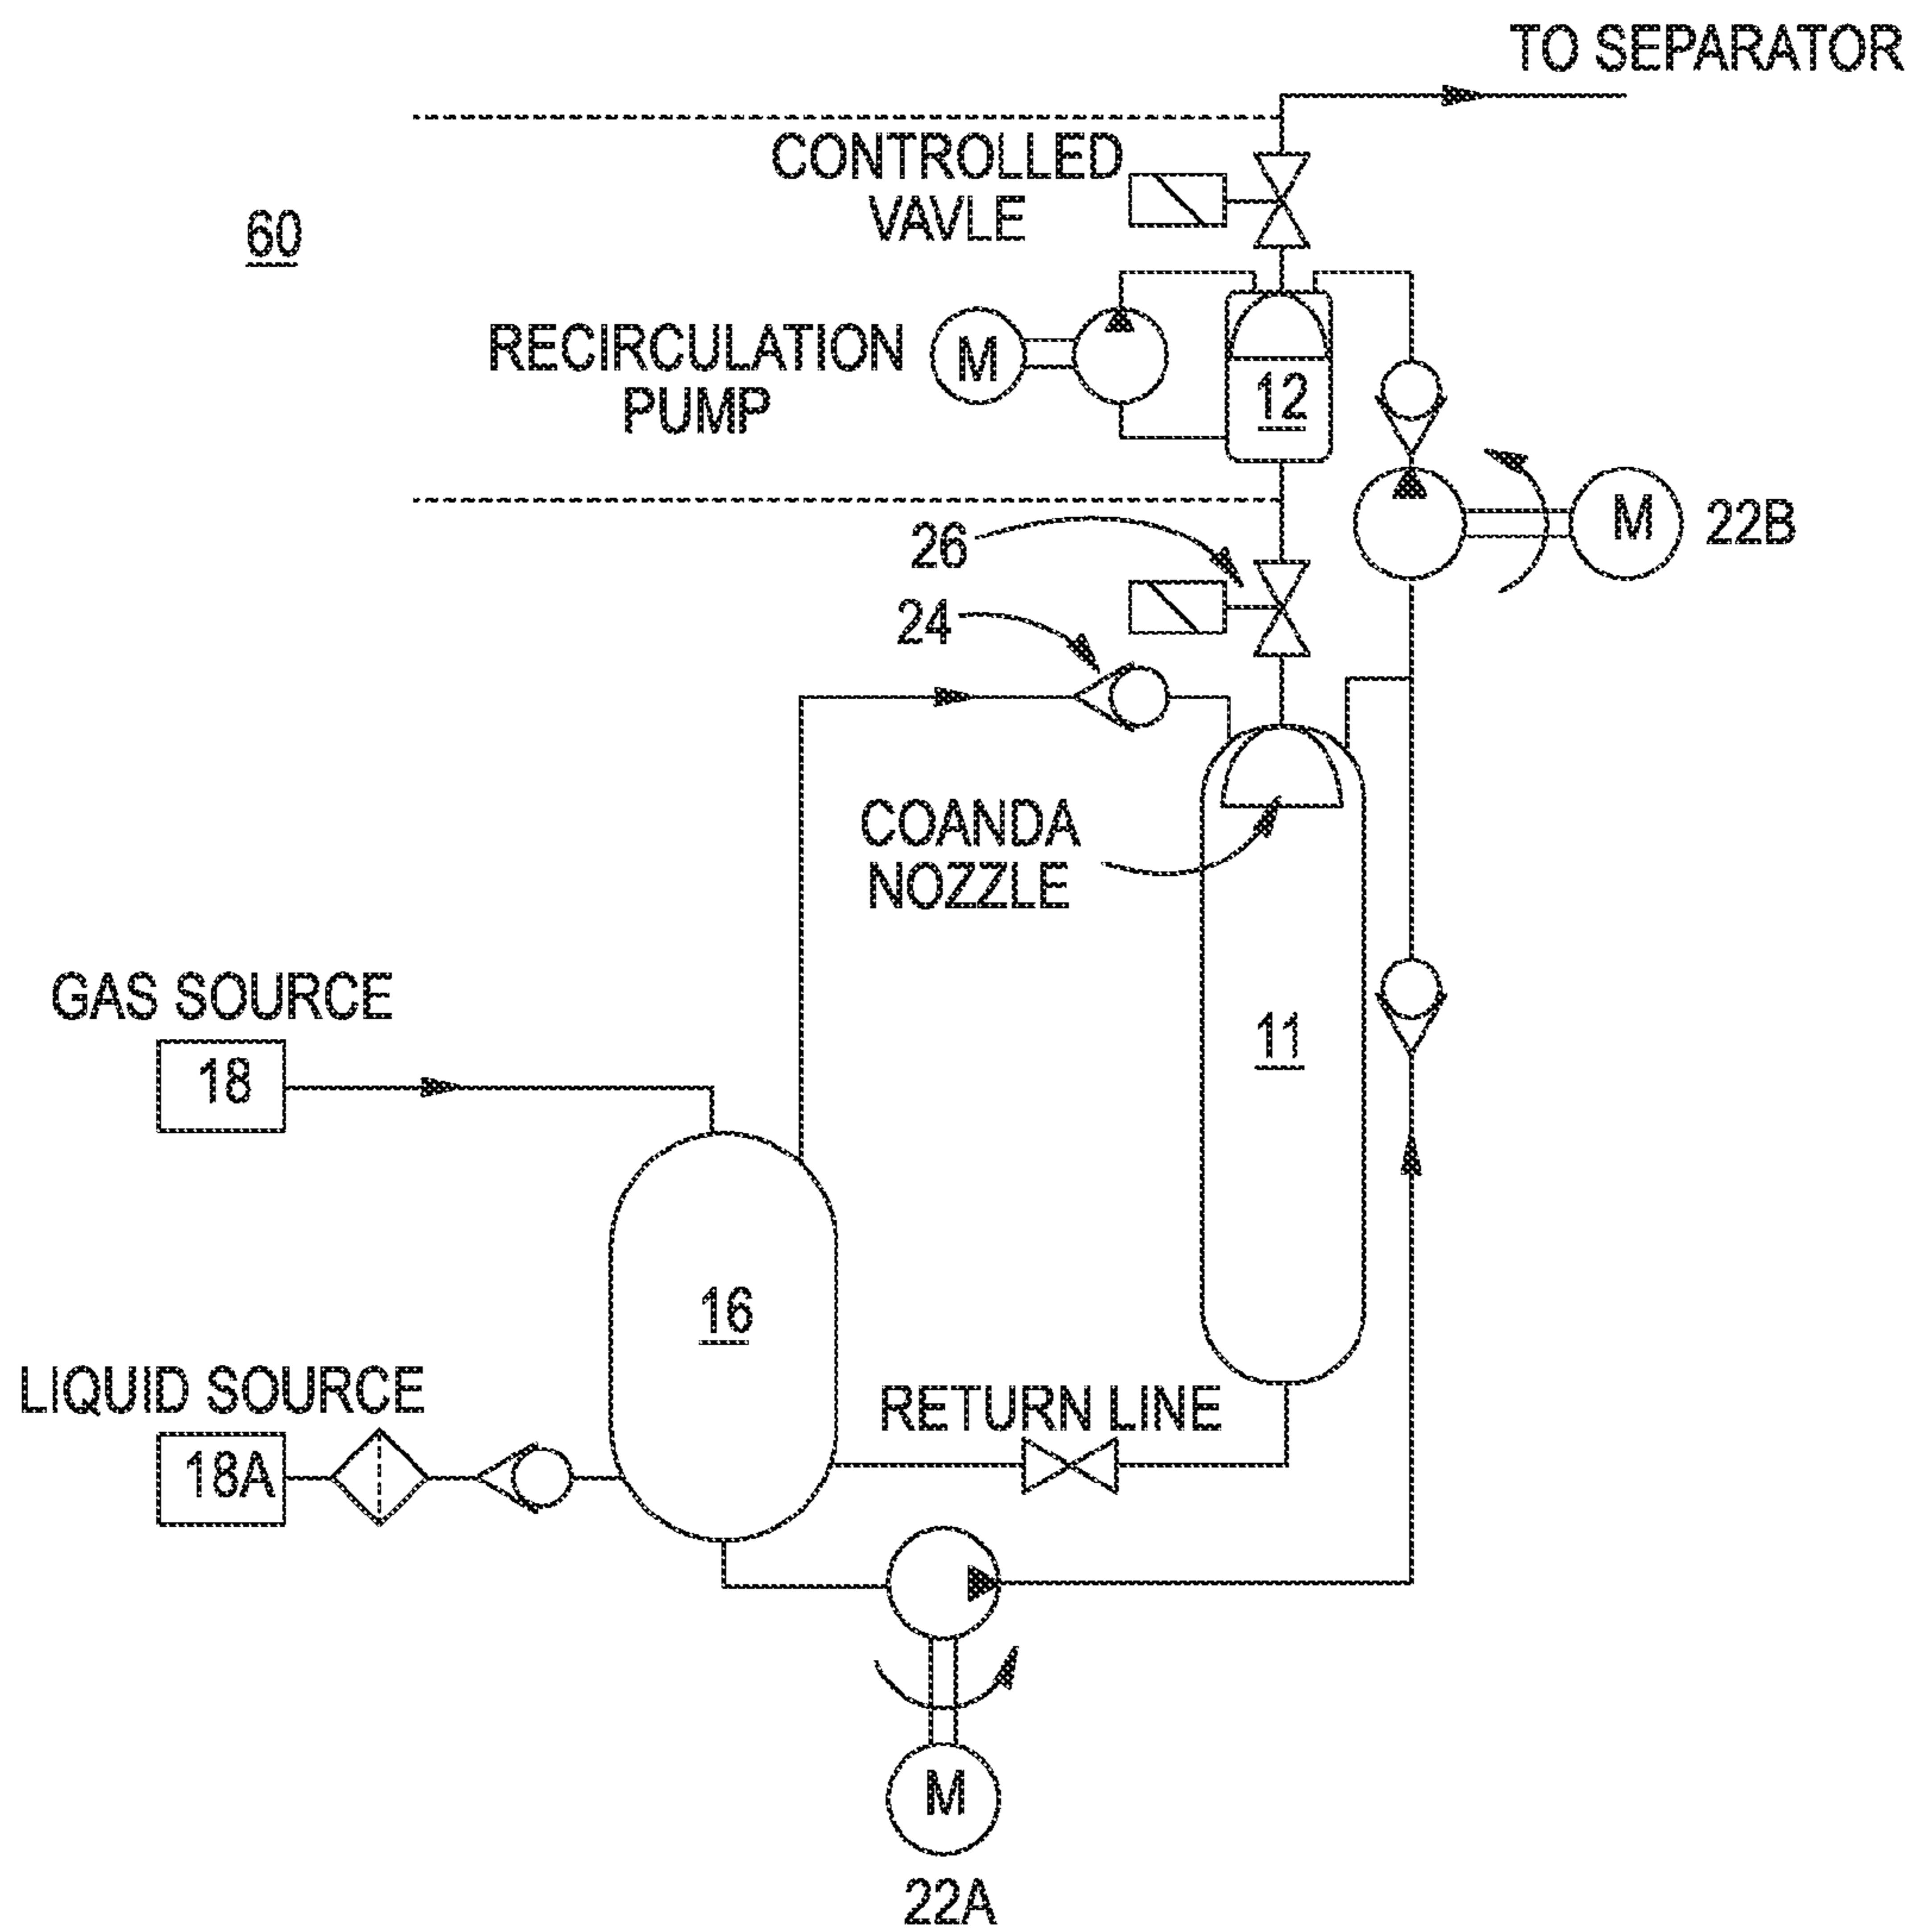 TO SEPARATOR
CONTROLLED
VAVLE
60
RECIRCULATION
PUMP
M
12
M
22B
26
24
COANDA
NOZZLE
GAS SOURCE
18
11
16
LIQUID SOURCE
18A
RETURN LINE
M
22A